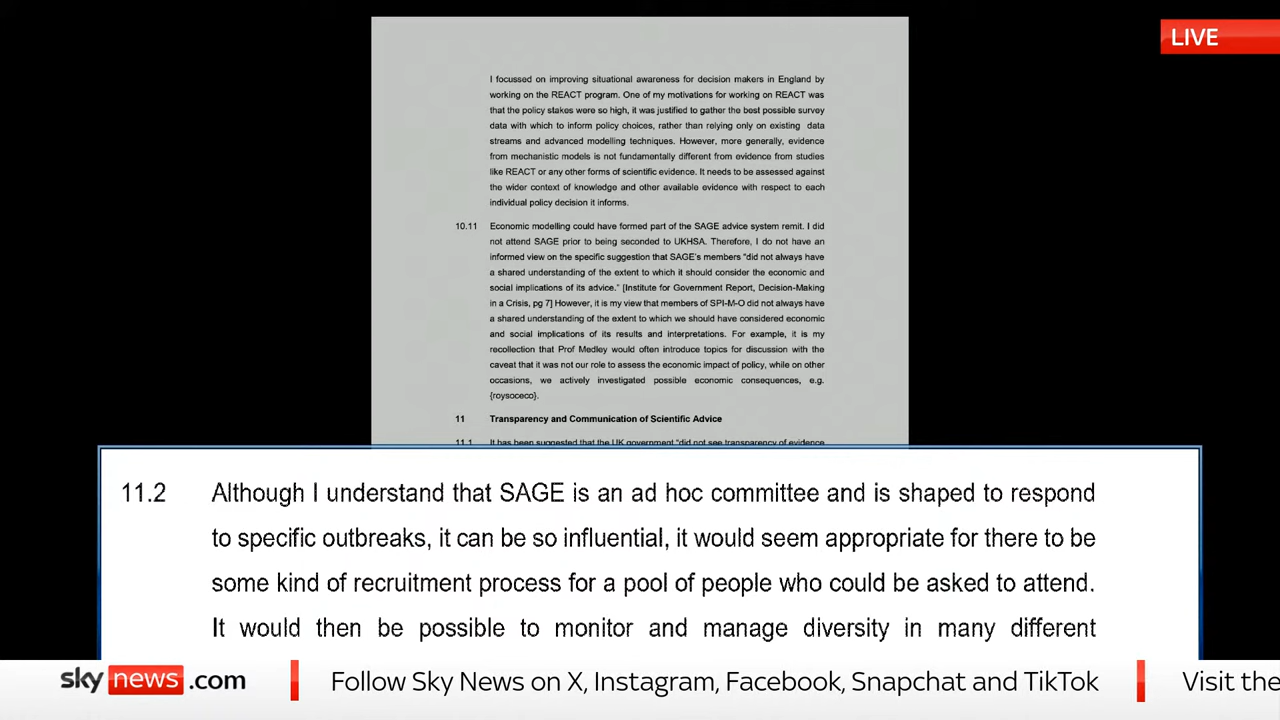 LIVE
I focussed on improving situational awareness for decision makers in England by
working on the REACT program. One of my motivations for working on REACT was
that the policy stakes were so high, it was justified to gather the best possible survey
data with which to inform policy choices, rather than relying only on existing data
streams and advanced modelling techniques. However, more generally, evidence
from mechanistic models is not fundamentally different from evidence from studies
like REACT or any other forms of scientific evidence. It needs to be assessed against
the wider context of knowledge and other available evidence with respect to each
individual policy decision it informs.
10.11 Economic modelling could have formed part of the SAGE advice system remit. I did
not attend SAGE prior to being seconded to UKHSA. Therefore, I do not have an
informed view on the specific suggestion that SAGE's members “did not always have
a shared understanding of the extent to which it should consider the economic and
social implications of its advice.” [Institute for Government Report, Decision-Making
in a Crisis, pg 7] However, it is my view that members of SPI-M-O did not always have
a shared understanding of the extent to which we should have considered economic
and social implications of its results and interpretations. For example, it is my
recollection that Prof Medley would often introduce topics for discussion with the
caveat that it was not our role to assess the economic impact of policy, while on other
occasions, we actively investigated possible economic consequences, e.g.
{roysoceco}.
11 Transparency and Communication of Scientific Advice
11.1 It has been suggested that the UK government “did not see transparency of evidence
11.2 Although I understand that SAGE is an ad hoc committee and is shaped to respond
to specific outbreaks, it can be so influential, it would seem appropriate for there to be
some kind of recruitment process for a pool of people who could be asked to attend.
It would then be possible to monitor and manage diversity in many different
sky news .com Follow Sky News on X, Instagram, Facebook, Snapchat and TikTok Visit the